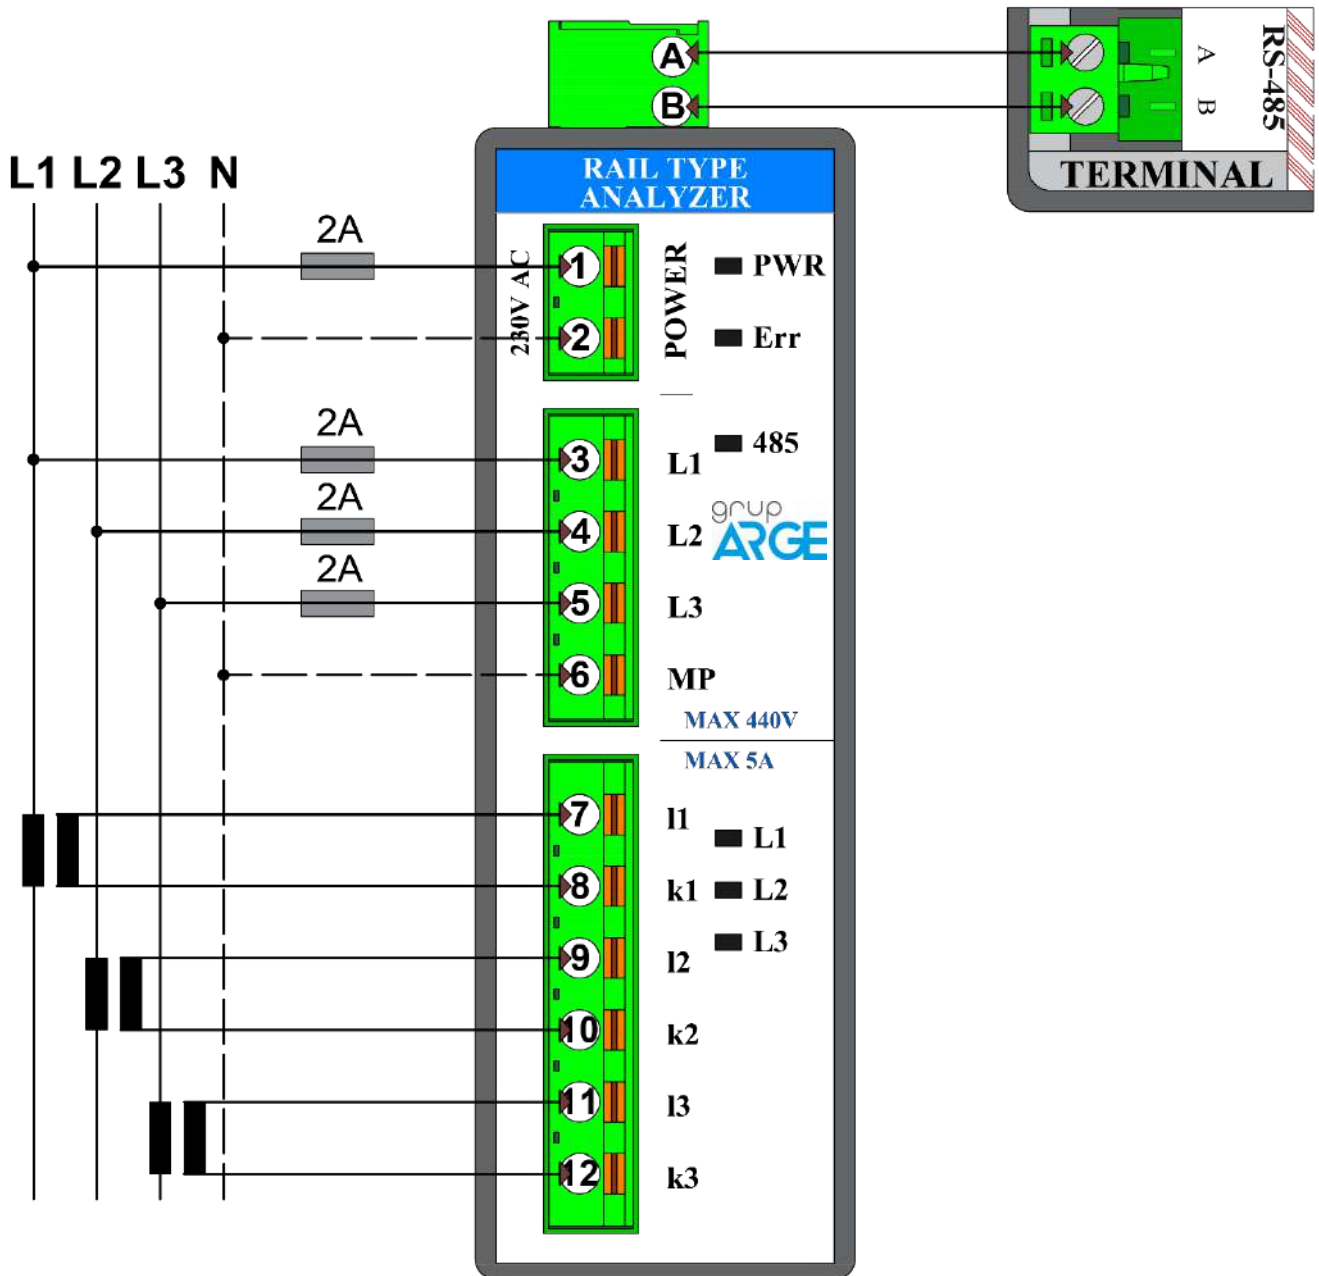 A
B
A
B
RS-485
TERMINAL
L1 L2 L3 N
RAIL TYPE
ANALYZER
2A
230V AC
1
2
POWER
PWR
Err
2A
3
L1
485
2A
4
L2
grup
ARGE
2A
5
L3
6
MP
MAX 440V
MAX 5A
7
l1
L1
8
k1
L2
9
l2
L3
10
k2
11
l3
12
k3